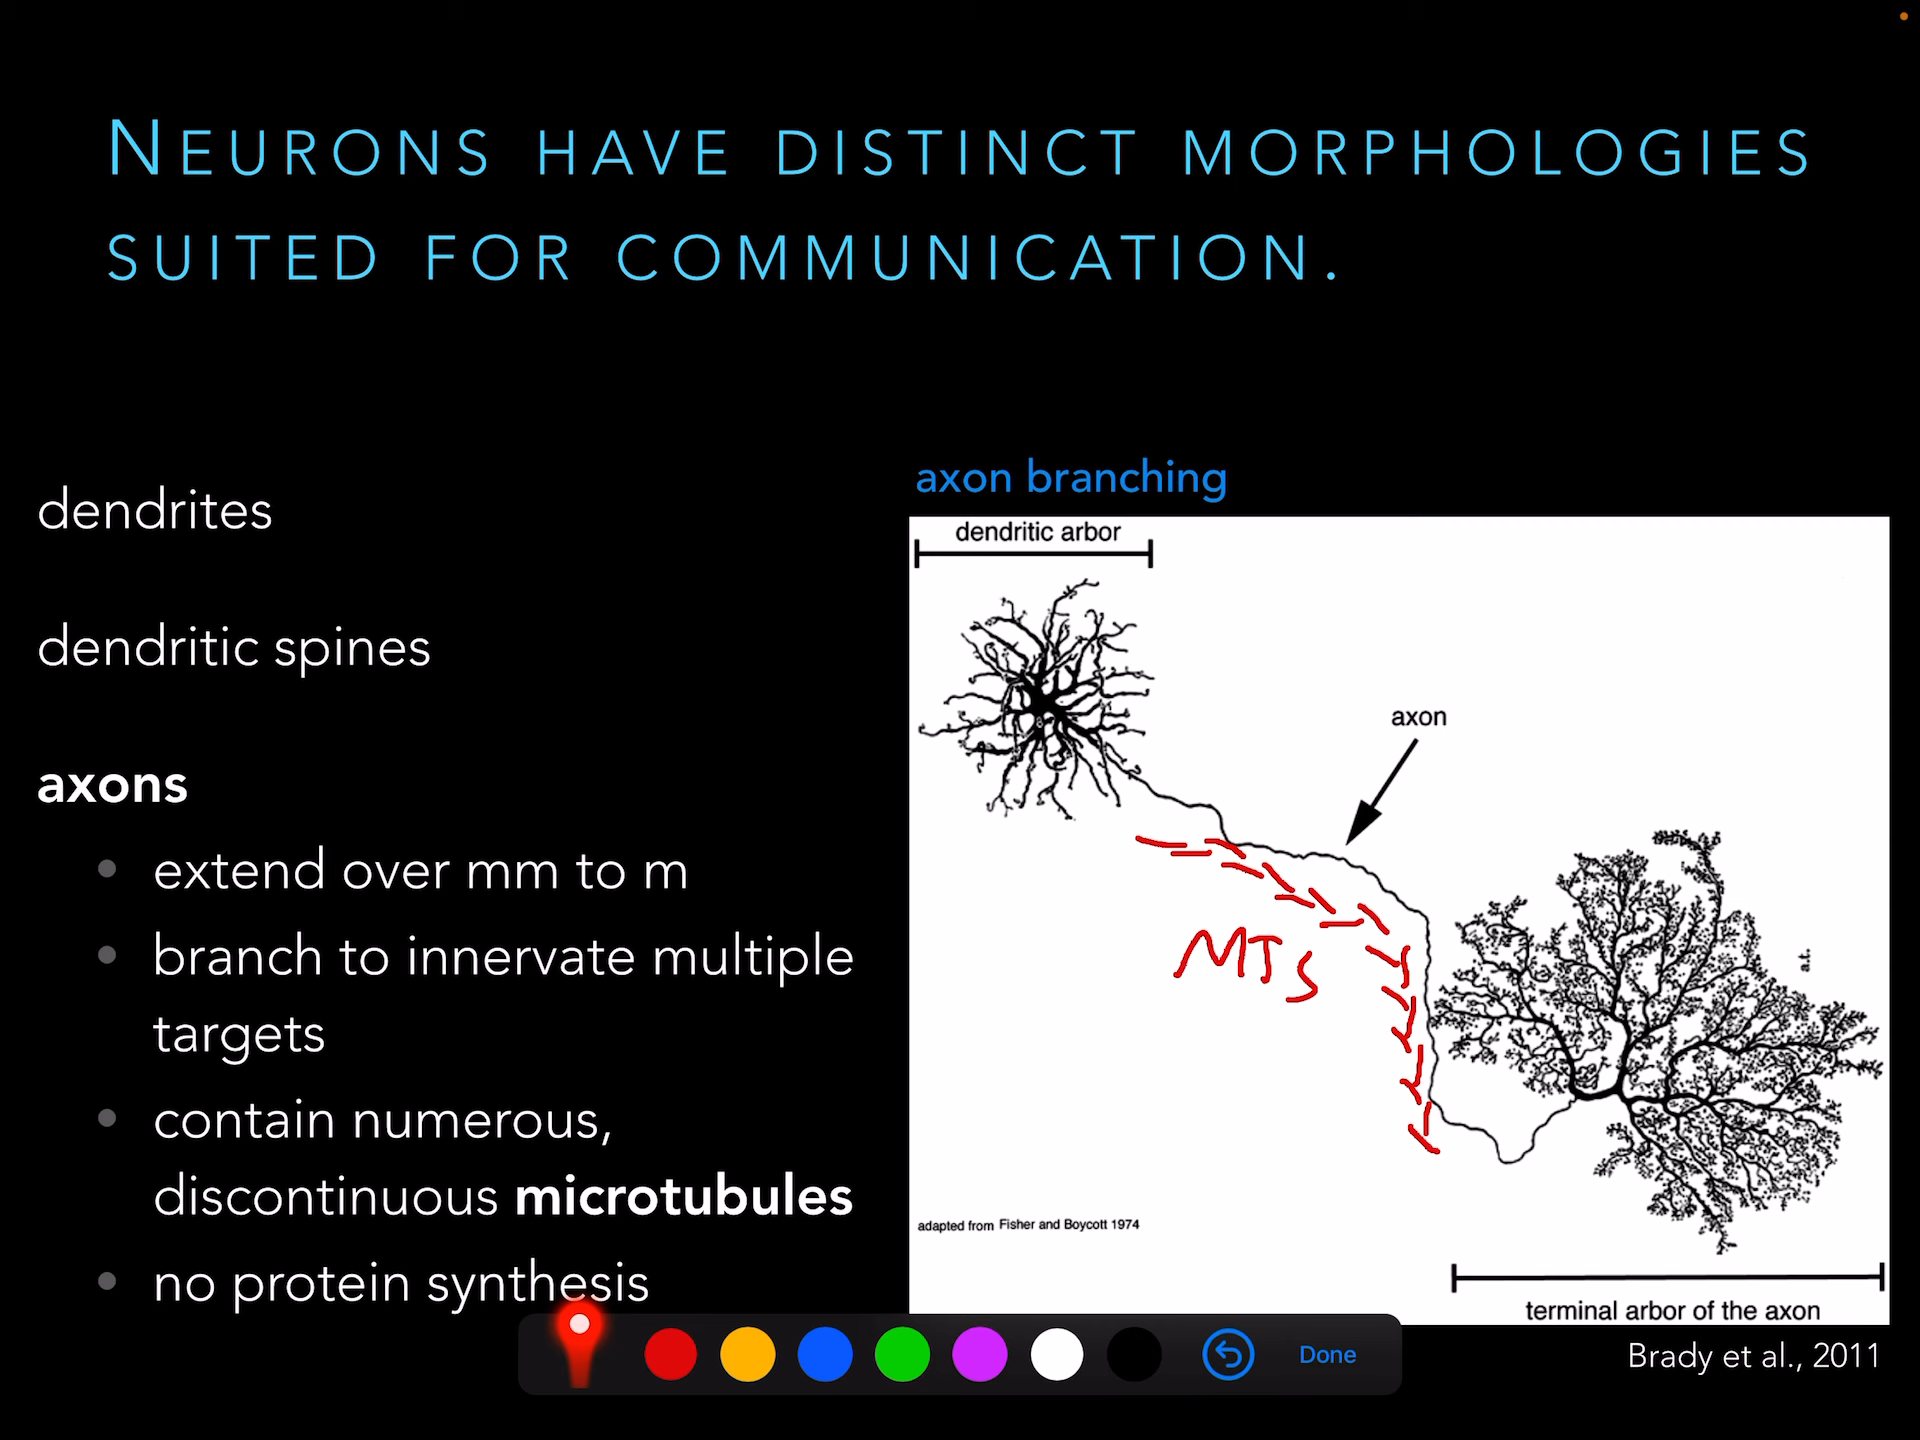 NEURONS HAVE DISTINCT MORPHOLOGIES
SUITED FOR COMMUNICATION.
dendrites
dendritic spines
axons
• extend over mm to m
• branch to innervate multiple
targets
• contain numerous,
discontinuous microtubules
• no protein synthesis
axon branching
dendritic arbor
axon
MTs
a.t.
adapted from Fisher and Boycott 1974
terminal arbor of the axon
Brady et al., 2011
Done